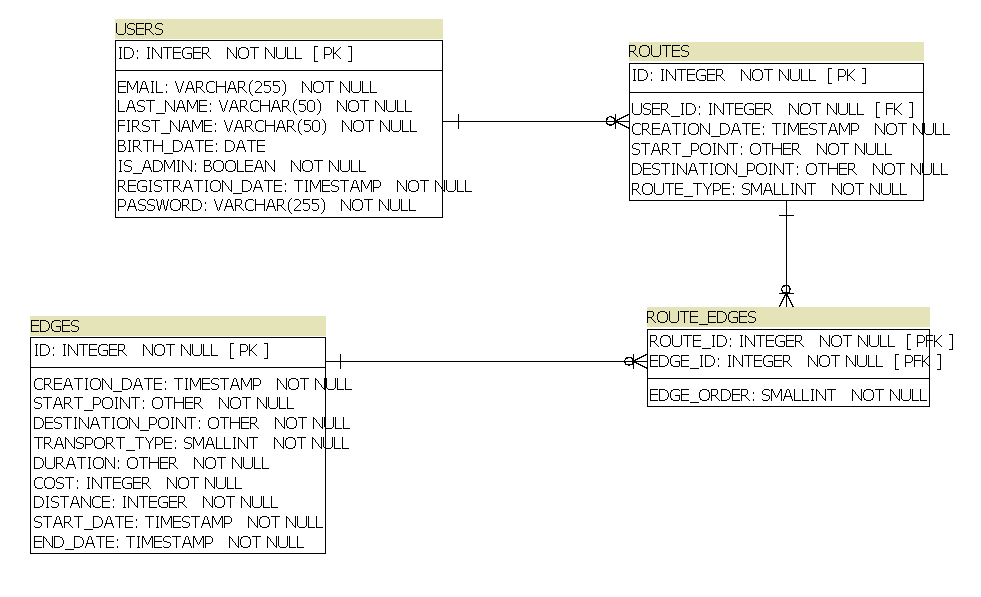 USERS
ID: INTEGER NOT NULL [ PK ]
EMAIL: VARCHAR(255) NOT NULL
LAST_NAME: VARCHAR(50) NOT NULL
FIRST_NAME: VARCHAR(50) NOT NULL
BIRTH_DATE: DATE
IS_ADMIN: BOOLEAN NOT NULL
REGISTRATION_DATE: TIMESTAMP NOT NULL
PASSWORD: VARCHAR(255) NOT NULL
ROUTES
ID: INTEGER NOT NULL [ PK ]
USER_ID: INTEGER NOT NULL [ FK ]
CREATION_DATE: TIMESTAMP NOT NULL
START_POINT: OTHER NOT NULL
DESTINATION_POINT: OTHER NOT NULL
ROUTE_TYPE: SMALLINT NOT NULL
EDGES
ID: INTEGER NOT NULL [ PK ]
CREATION_DATE: TIMESTAMP NOT NULL
START_POINT: OTHER NOT NULL
DESTINATION_POINT: OTHER NOT NULL
TRANSPORT_TYPE: SMALLINT NOT NULL
DURATION: OTHER NOT NULL
COST: INTEGER NOT NULL
DISTANCE: INTEGER NOT NULL
START_DATE: TIMESTAMP NOT NULL
END_DATE: TIMESTAMP NOT NULL
ROUTE_EDGES
ROUTE_ID: INTEGER NOT NULL [ PFK ]
EDGE_ID: INTEGER NOT NULL [ PFK ]
EDGE_ORDER: SMALLINT NOT NULL